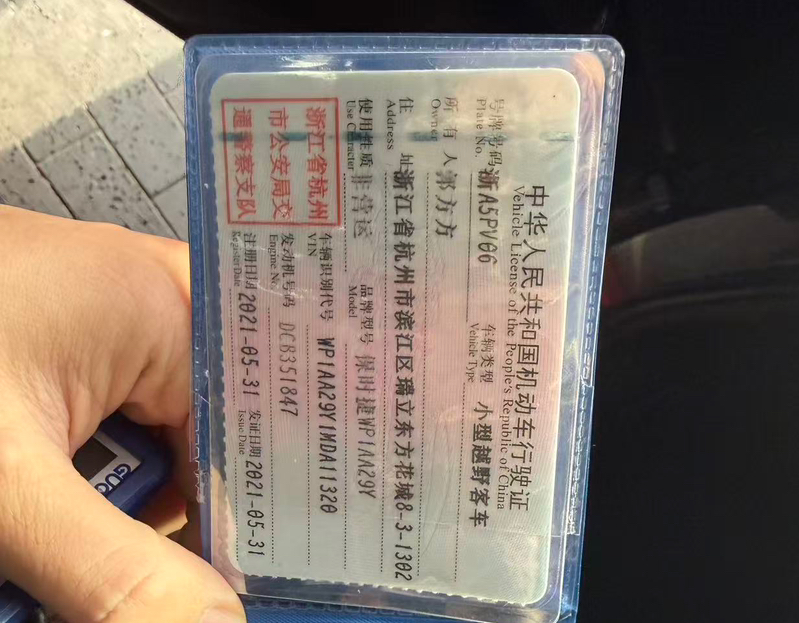 中华人民共和国机动车行驶证
Vehicle License of the People's Republic of China
号牌号码 浙A5PV06 车辆类型 小型越野客车
Plate No. Vehicle Type
所有人 郭方方
Owner
住址 浙江省杭州市滨江区瑞立东方花城8-3-1302
Address
使用性质 非营运 品牌型号 保时捷WP1AA29Y
Use Character Model
浙江省杭州
市公安局交
通警察支队
车辆识别代号 WP1AA29Y1MDA11320
VIN
发动机号码 DCB351847
Engine No.
注册日期 2021-05-31 发证日期 2021-05-31
Register Date Issue Date